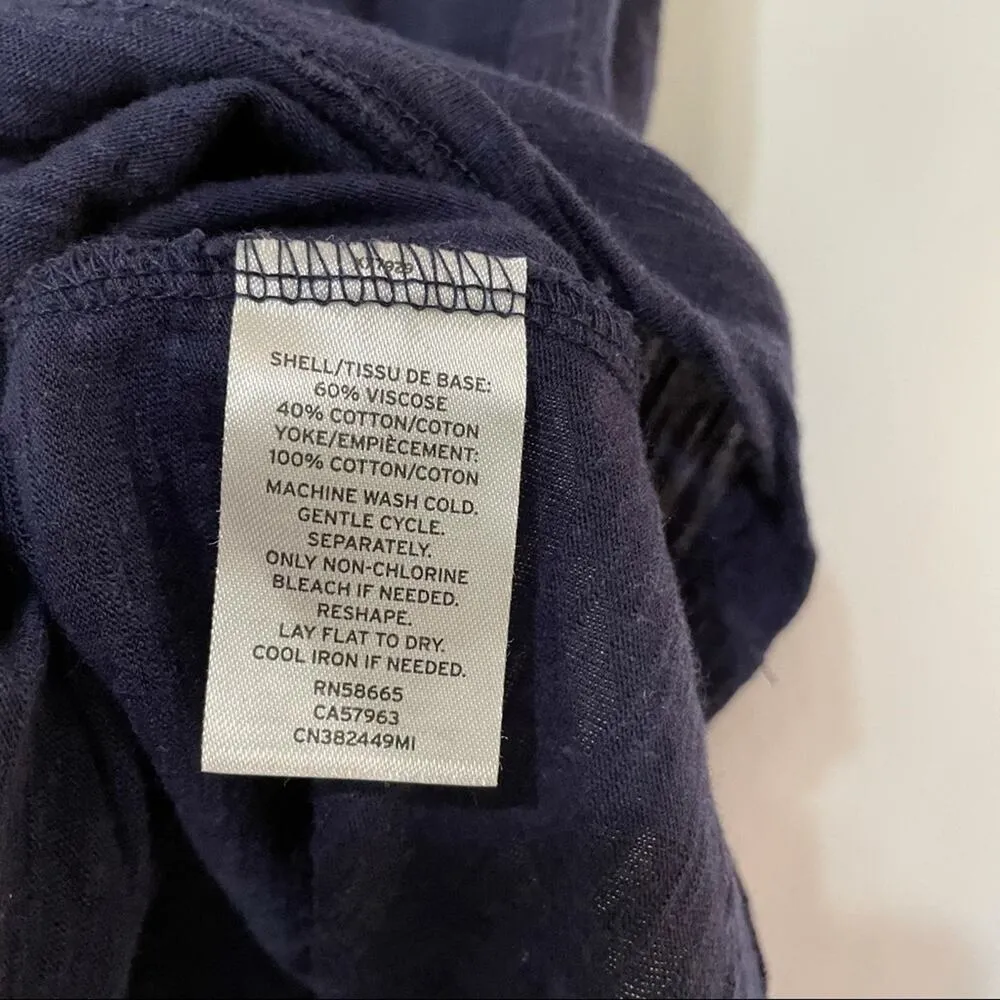 SHELL/TISSU DE BASE:
60% VISCOSE
40% COTTON/COTON
YOKE/EMPIÈCEMENT:
100% COTTON/COTON
MACHINE WASH COLD.
GENTLE CYCLE.
SEPARATELY.
ONLY NON-CHLORINE
BLEACH IF NEEDED.
RESHAPE.
LAY FLAT TO DRY.
COOL IRON IF NEEDED.
RN58665
CA57963
CN382449MI